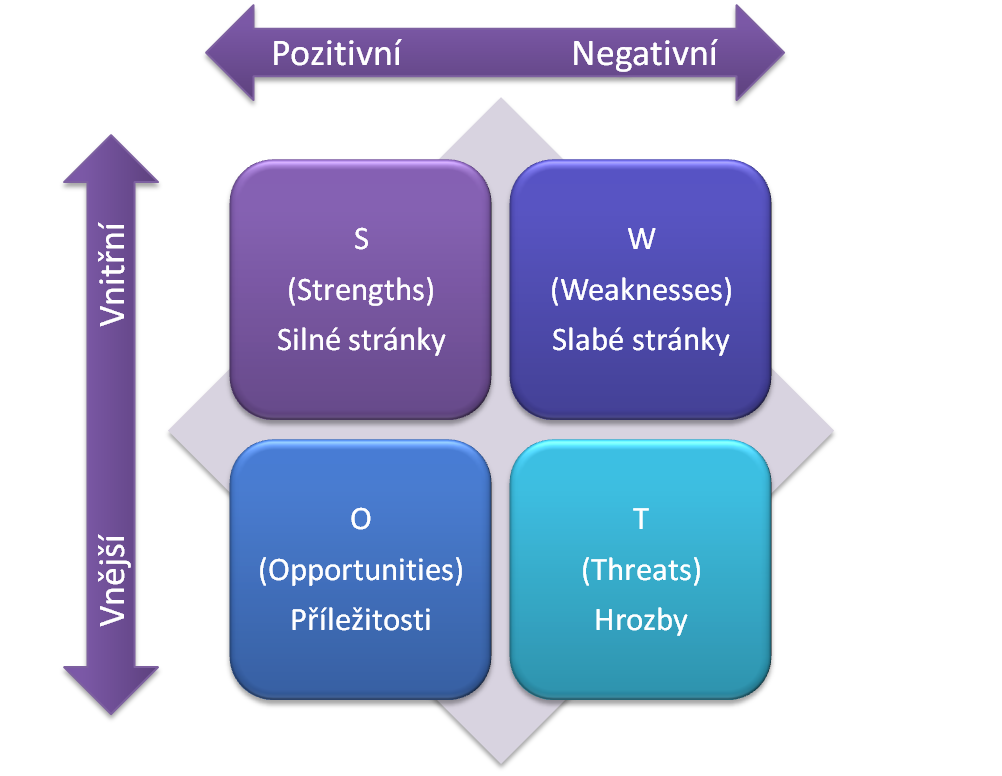 Pozitivní Negativní
Vnitřní
S
(Strengths)
Silné stránky
W
(Weaknesses)
Slabé stránky
Vnější
O
(Opportunities)
Příležitosti
T
(Threats)
Hrozby